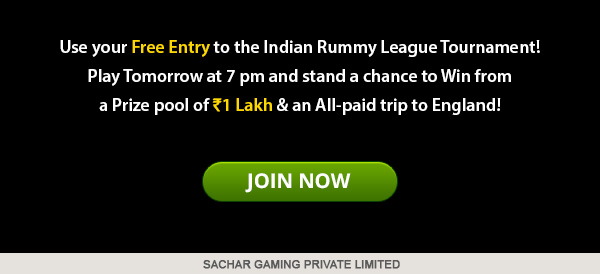 Use your Free Entry to the Indian Rummy League Tournament!
Play Tomorrow at 7 pm and stand a chance to Win from
a Prize pool of ₹1 Lakh & an All-paid trip to England!
JOIN NOW
SACHAR GAMING PRIVATE LIMITED